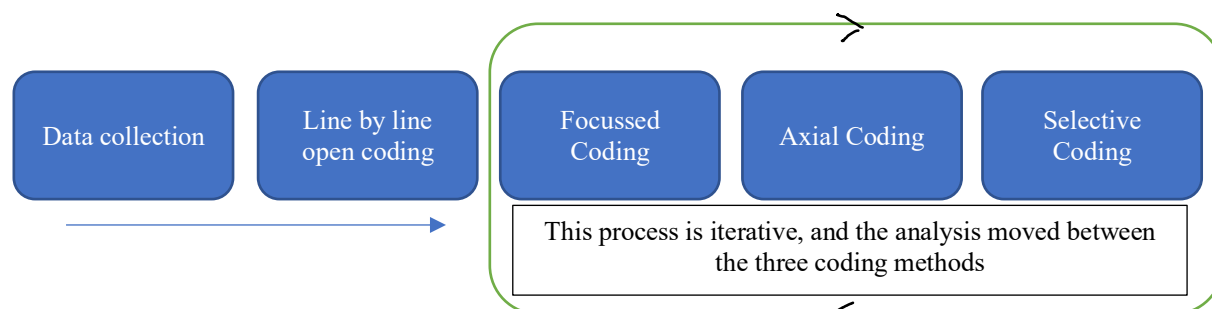 Data collection
Line by line
open coding
Focussed
Coding
Axial Coding
Selective
Coding
This process is iterative, and the analysis moved between
the three coding methods